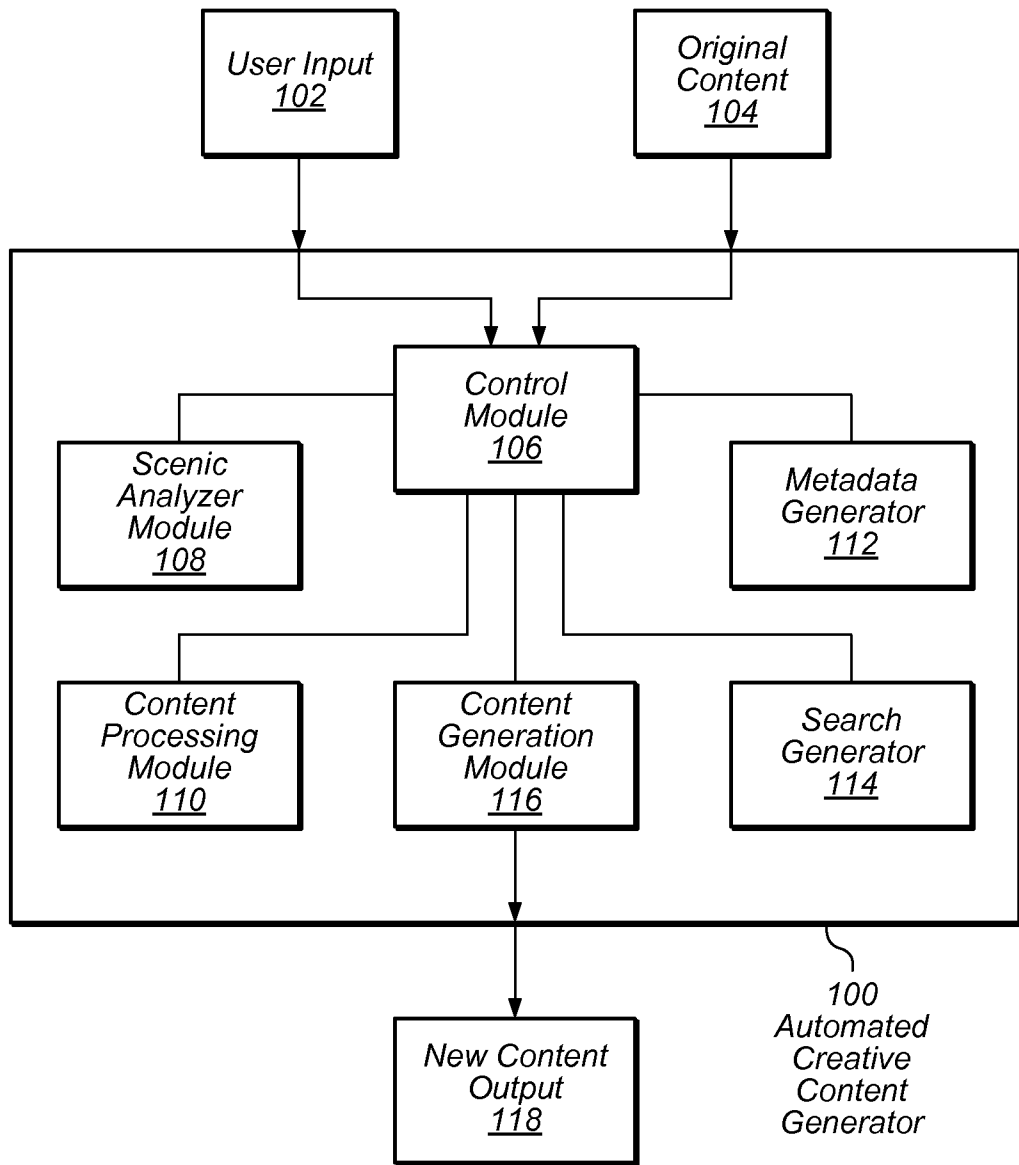 User Input
102
Original
Content
104
Control
Module
106
Scenic
Analyzer
Module
108
Metadata
Generator
112
Content
Processing
Module
110
Content
Generation
Module
116
Search
Generator
114
100
Automated
Creative
Content
Generator
New Content
Output
118